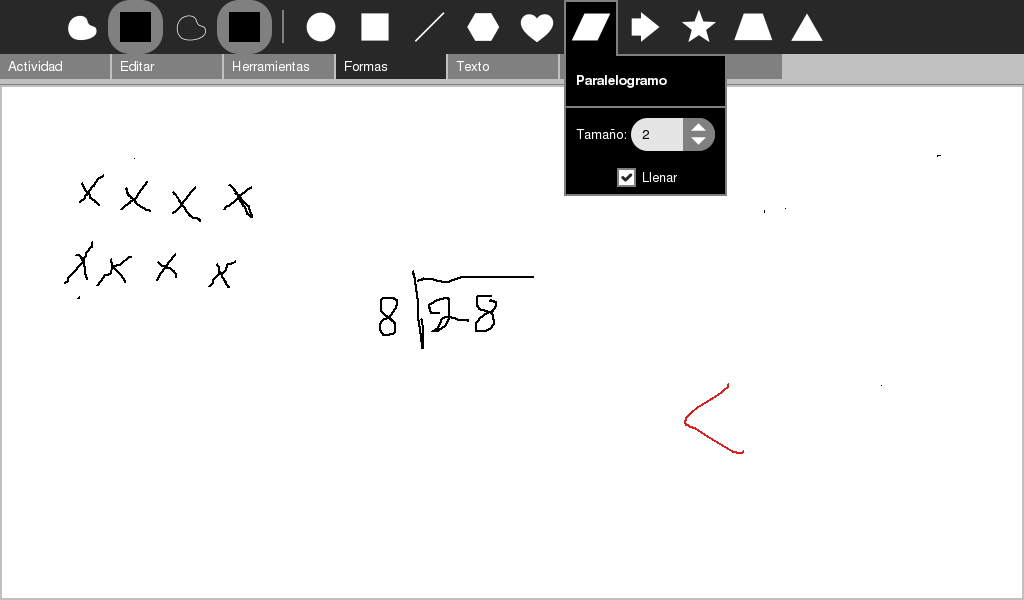 Actividad Editar Herramientas Formas Texto
Paralelogramo
Tamaño: 2
Llenar
x x x x
x x x x
8 28
<